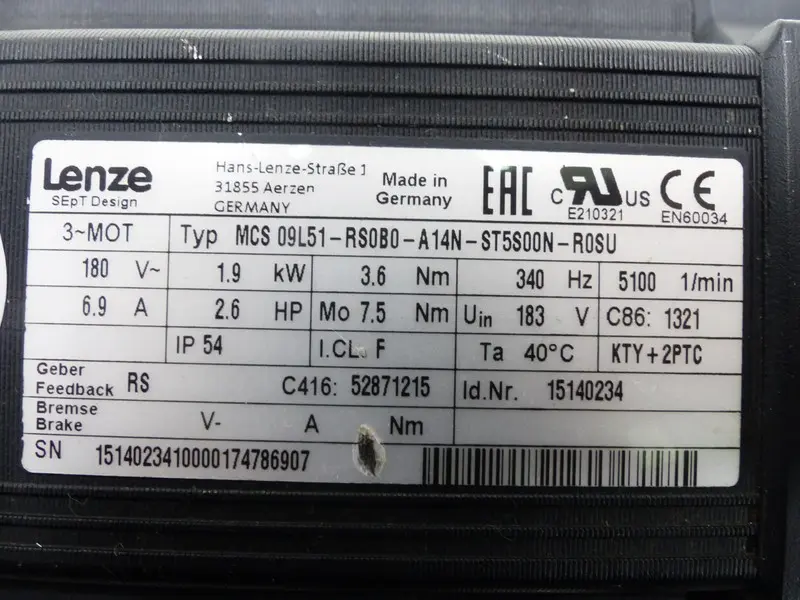 Lenze
SEpT Design
Hans-Lenze-Straße 1
31855 Aerzen
GERMANY
Made in
Germany
EAC
C RU US
E210321
CE
EN60034
3~MOT Typ MCS 09L51-RS0B0-A14N-ST5S00N-R0SU
180 V~ 1.9 kW 3.6 Nm 340 Hz 5100 1/min
6.9 A 2.6 HP Mo 7.5 Nm Uin 183 V C86: 1321
IP 54 I.CL. F Ta 40°C KTY+2PTC
Geber
Feedback RS C416: 52871215 Id.Nr. 15140234
Bremse
Brake V- A Nm
SN 1514023410000174786907